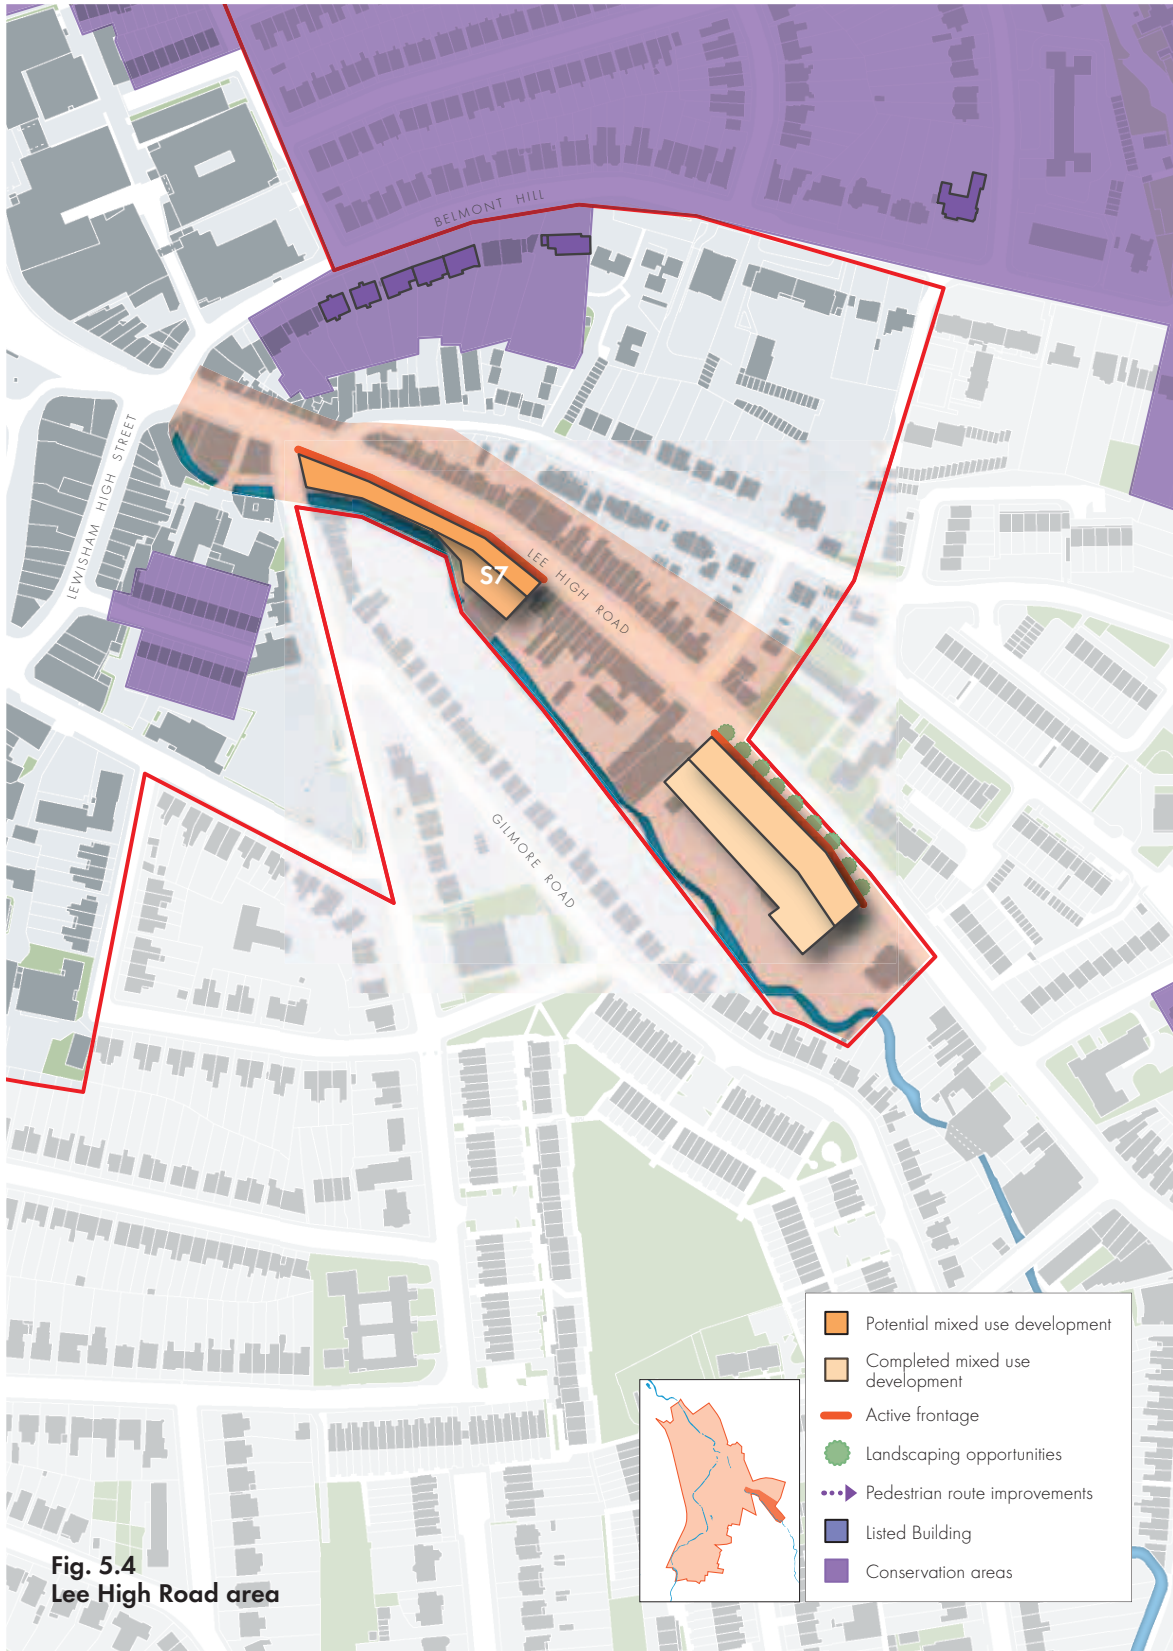 BELMONT HILL
LEWISHAM HIGH STREET
S7
LEE HIGH ROAD
GILMORE ROAD
Potential mixed use development
Completed mixed use
development
Active frontage
Landscaping opportunities
Pedestrian route improvements
Listed Building
Conservation areas
Fig. 5.4
Lee High Road area